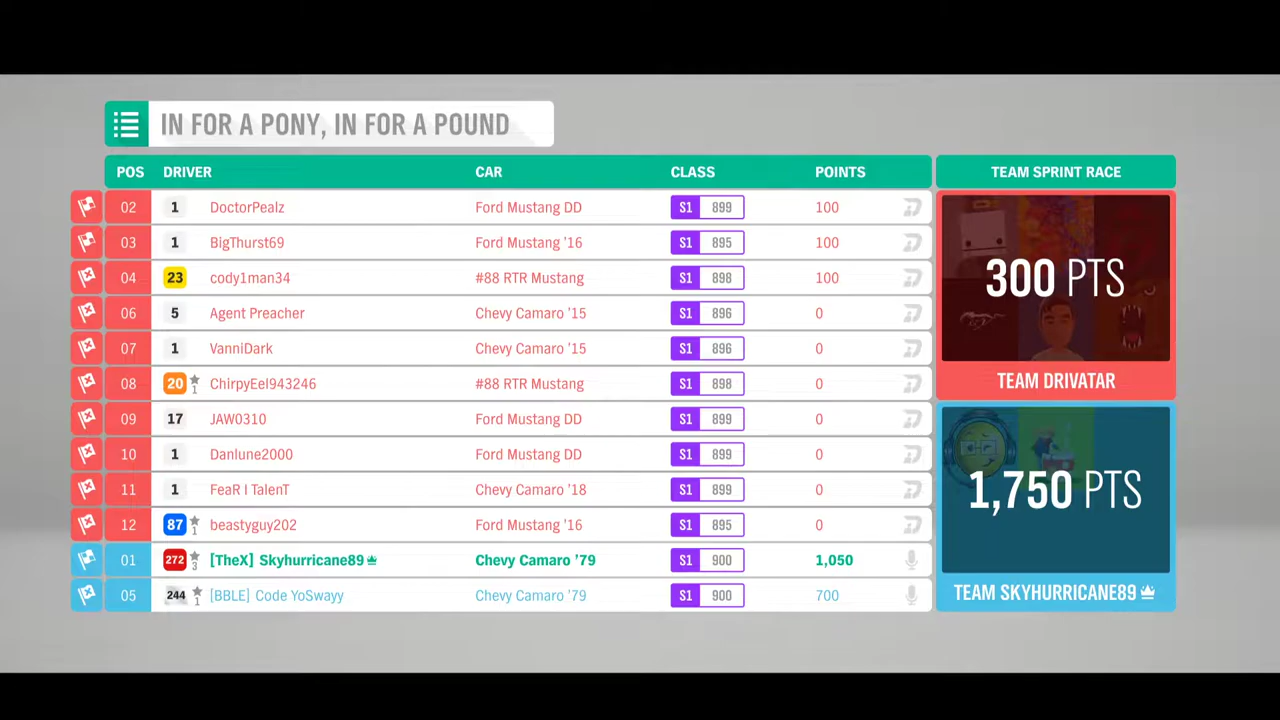 IN FOR A PONY, IN FOR A POUND
POS DRIVER CAR CLASS POINTS TEAM SPRINT RACE
02 1 DoctorPealz Ford Mustang DD S1 899 100
03 1 BigThurst69 Ford Mustang '16 S1 895 100
04 23 cody1man34 #88 RTR Mustang S1 898 100
06 5 Agent Preacher Chevy Camaro '15 S1 896 0
07 1 VanniDark Chevy Camaro '15 S1 896 0
08 20 1 ChirpyEel943246 #88 RTR Mustang S1 898 0
09 17 JAW0310 Ford Mustang DD S1 899 0
10 1 Danlune2000 Ford Mustang DD S1 899 0
11 1 FeaR I TalenT Chevy Camaro '18 S1 899 0
12 87 1 beastyguy202 Ford Mustang '16 S1 895 0
01 272 3 [TheX] Skyhurricane89 Chevy Camaro '79 S1 900 1,050
05 244 1 [BBLE] Code YoSwayy Chevy Camaro '79 S1 900 700
300 PTS
TEAM DRIVATAR
1,750 PTS
TEAM SKYHURRICANE89